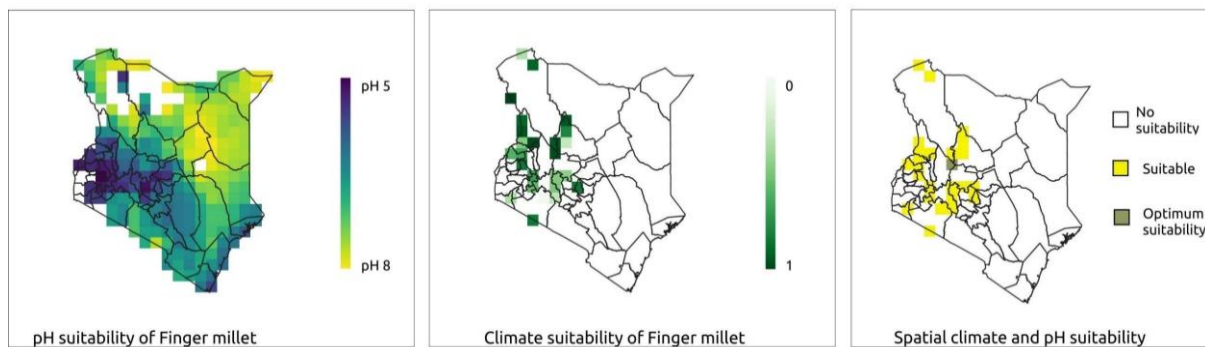 pH 5
pH 8
pH suitability of Finger millet
0
1
Climate suitability of Finger millet
No
suitability
Suitable
Optimum
suitability
Spatial climate and pH suitability